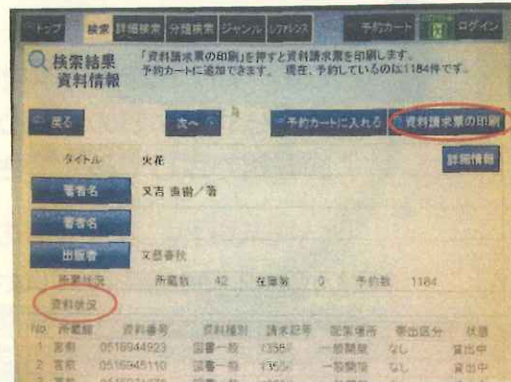 トップ 検索 詳細検索 分類検索 ジャンル レファレンス 予約カート ログイン
検索結果 「資料請求票の印刷」を押すと資料請求票を印刷します。
資料情報 予約カートに追加できます。 現在、予約しているのは1184件です。
戻る 次へ 予約カートに入れる 資料請求票の印刷
タイトル 火花 詳細情報
著者名 又吉 直樹/著
著者名
出版者 文藝春秋
所蔵状況 所蔵数 42 在庫数 0 予約数 1184
資料状況
No 所蔵館 資料番号 資料種別 請求記号 配架場所 帯出区分 状態
1 宮前 0516944923 図書一般 一般開架 なし 貸出中
2 宮前 0516945110 図書一般 一般開架 なし 貸出中